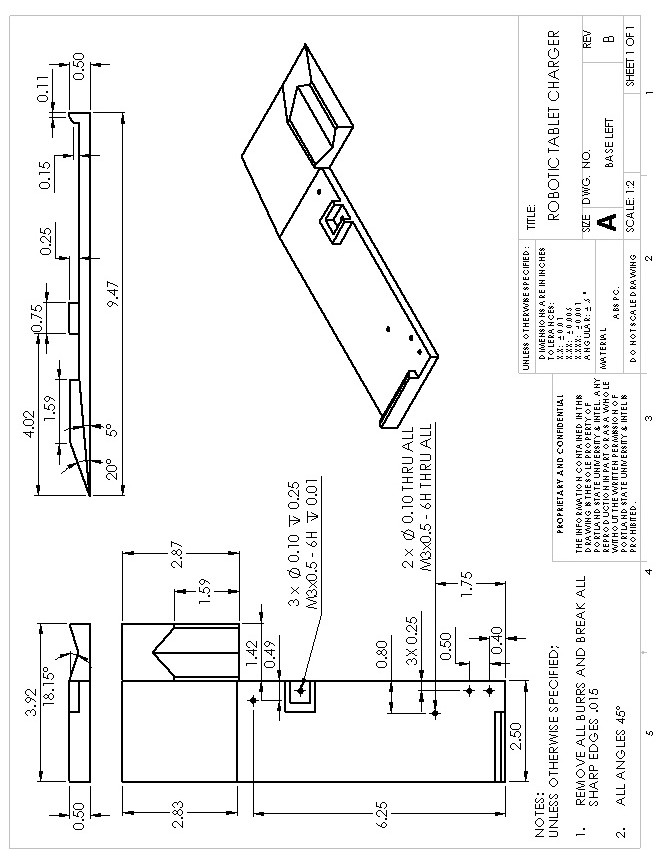 0.50
0.11
0.15
0.25
0.75
9.47
4.02
1.59
5°
20°
3.92
18.15°
0.50
2.87
1.59
2.83
1.42
0.49
3 x Ø 0.10 ↧ 0.25
M3x0.5 - 6H ↧ 0.01
2 x Ø 0.10 THRU ALL
M3x0.5 - 6H THRU ALL
0.80
3X 0.25
1.75
0.50
0.40
2.50
6.25
NOTES:
UNLESS OTHERWISE SPECIFIED:
1. REMOVE ALL BURRS AND BREAK ALL
SHARP EDGES .015
2. ALL ANGLES 45°
PROPRIETARY AND CONFIDENTIAL
THE INFORMATION CONTAINED IN THIS
DRAWING IS THE SOLE PROPERTY OF
PORTLAND STATE UNIVERSITY & INTEL. ANY
REPRODUCTION IN PART OR AS A WHOLE
WITHOUT THE WRITTEN PERMISSION OF
PORTLAND STATE UNIVERSITY & INTEL IS
PROHIBITED.
UNLESS OTHERWISE SPECIFIED:
DIMENSIONS ARE IN INCHES
TOLERANCES:
X.X: ±0.01
X.XX: ±0.005
X.XXX: ±0.001
ANGULAR: ±.5 °
MATERIAL
ABS PC.
DO NOT SCALE DRAWING
TITLE:
ROBOTIC TABLET CHARGER
SIZE DWG. NO. REV
A BASE LEFT B
SCALE: 1:2 SHEET 1 OF 1
5 4 3 2 1